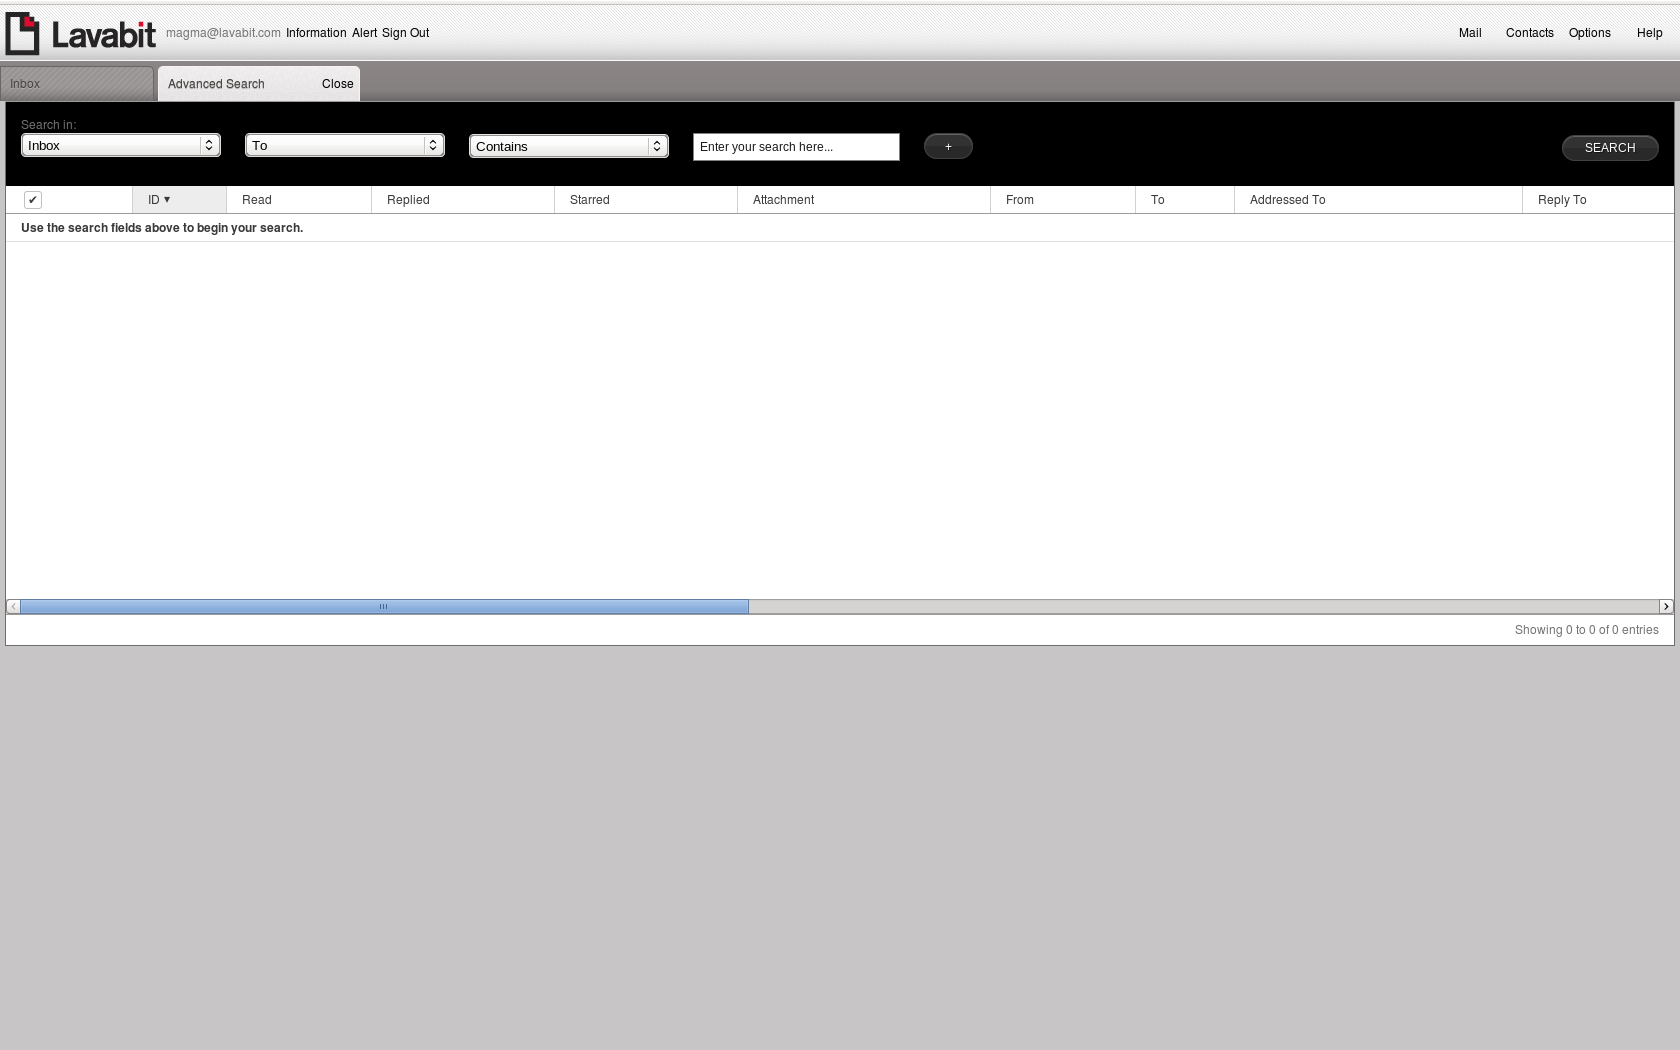 Lavabit magma@lavabit.com Information Alert Sign Out Mail Contacts Options Help
Inbox Advanced Search Close
Search in:
Inbox To Contains Enter your search here... + SEARCH
✔ ID ▼ Read Replied Starred Attachment From To Addressed To Reply To
Use the search fields above to begin your search.
Showing 0 to 0 of 0 entries